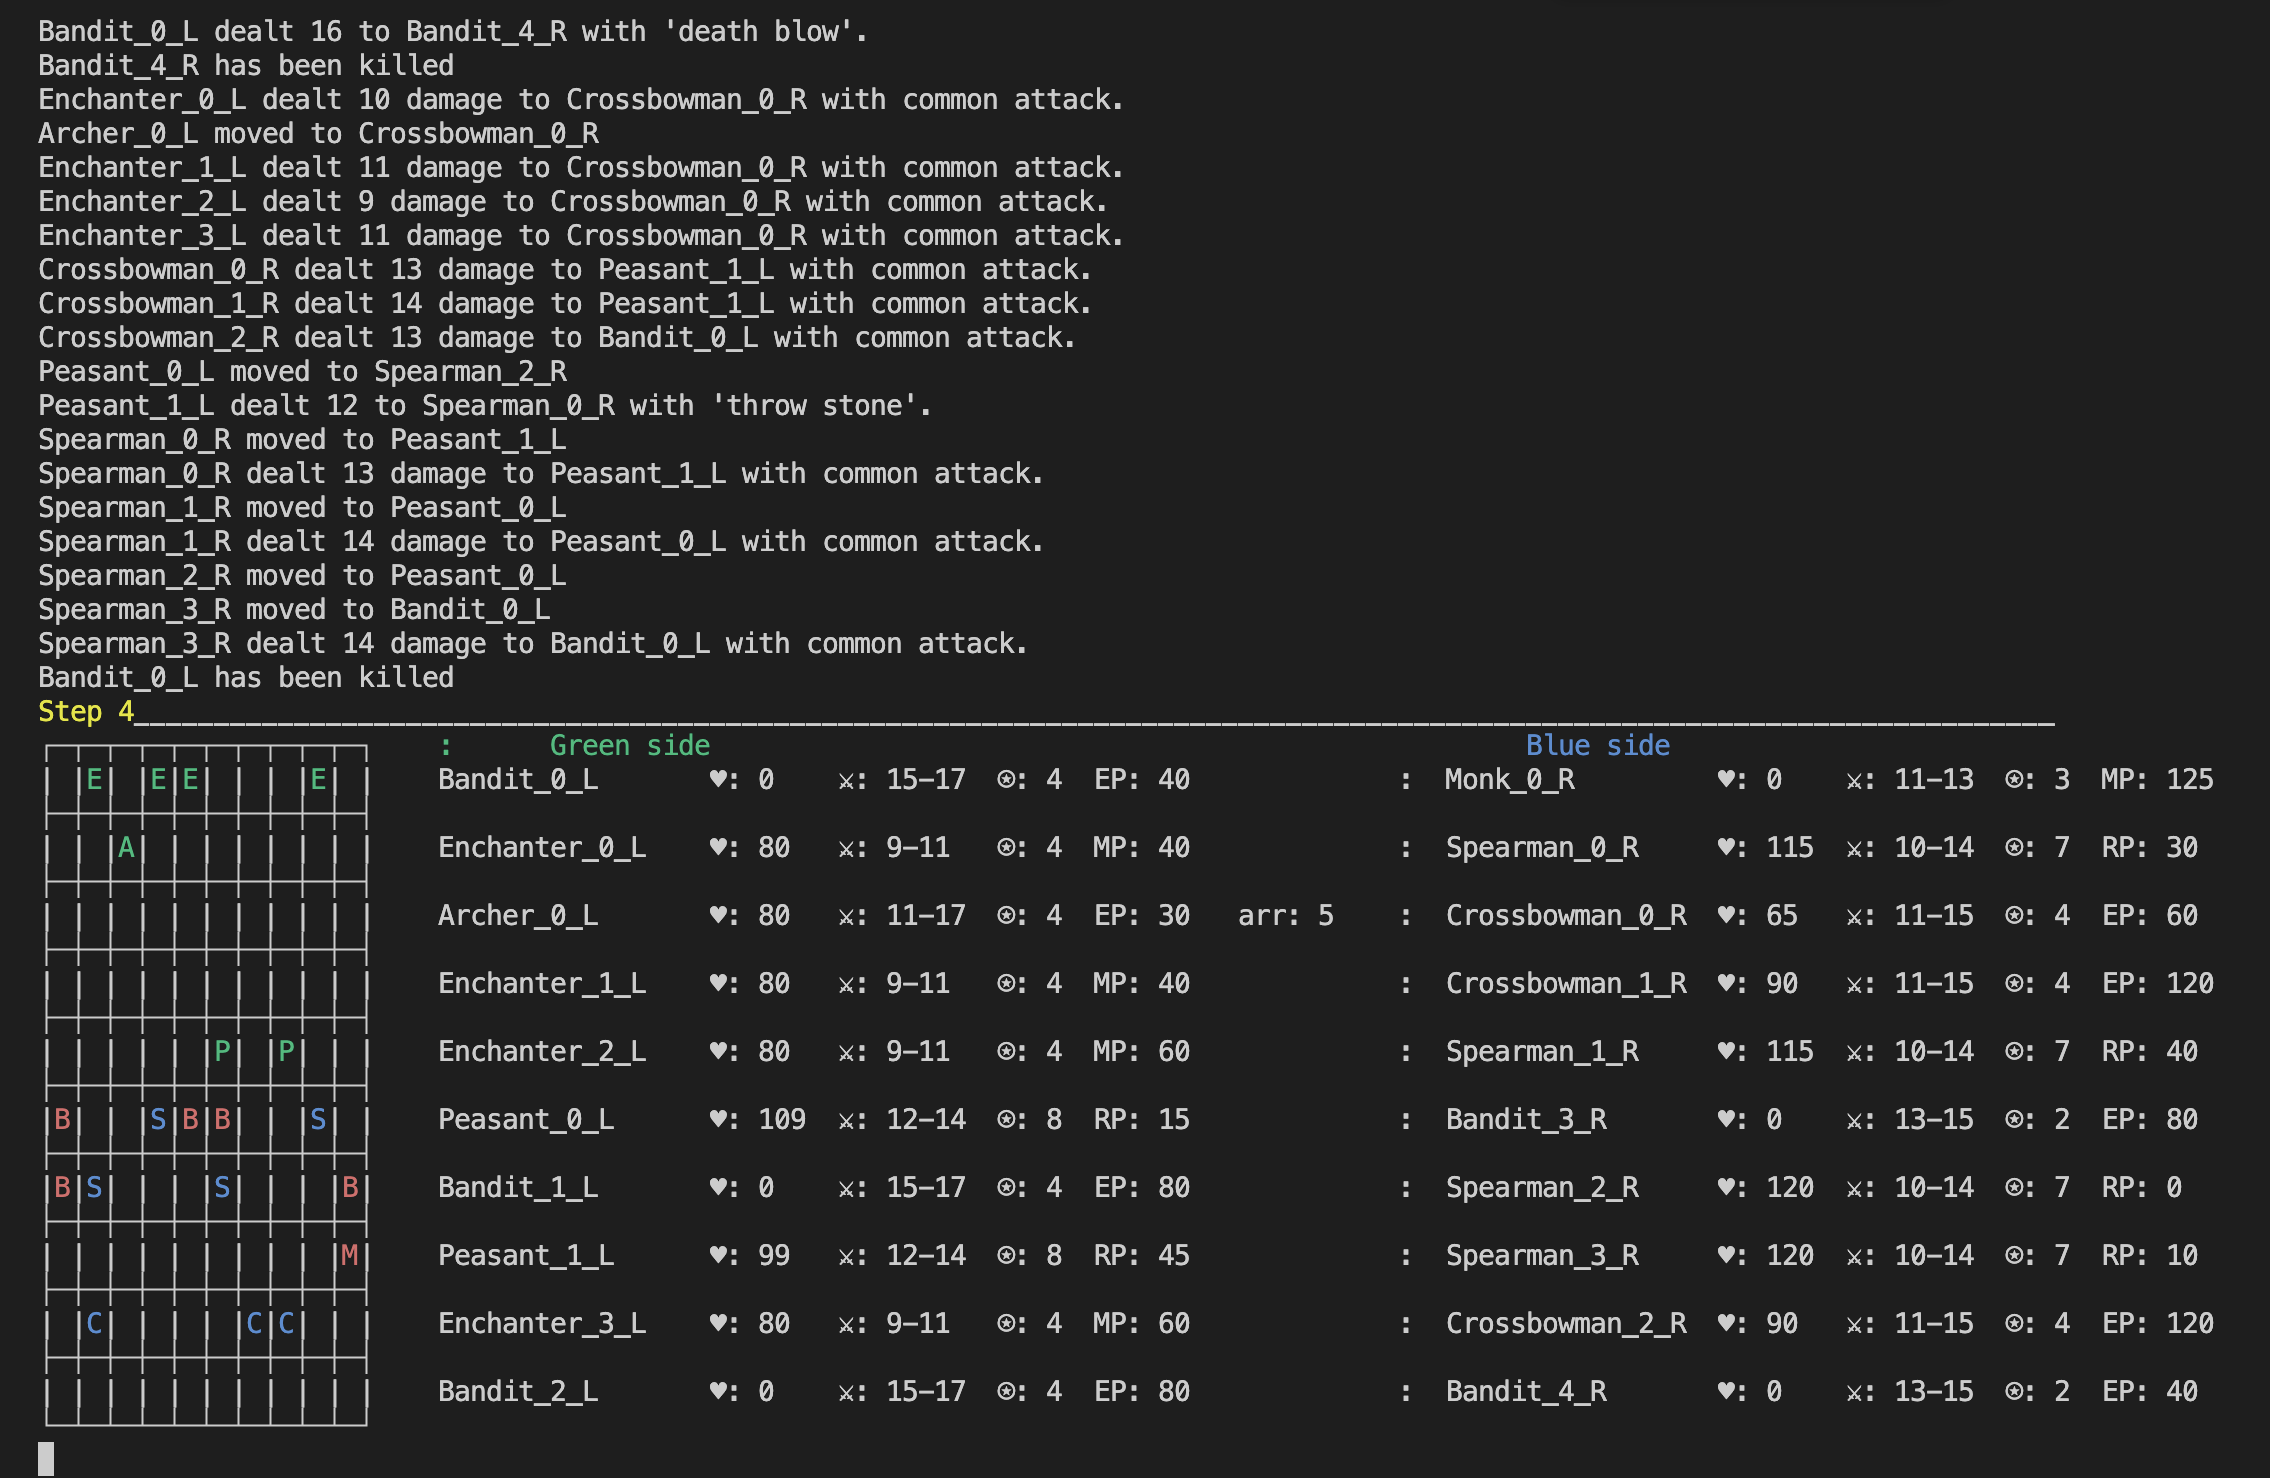 Bandit_0_L dealt 16 to Bandit_4_R with 'death blow'.
Bandit_4_R has been killed
Enchanter_0_L dealt 10 damage to Crossbowman_0_R with common attack.
Archer_0_L moved to Crossbowman_0_R
Enchanter_1_L dealt 11 damage to Crossbowman_0_R with common attack.
Enchanter_2_L dealt 9 damage to Crossbowman_0_R with common attack.
Enchanter_3_L dealt 11 damage to Crossbowman_0_R with common attack.
Crossbowman_0_R dealt 13 damage to Peasant_1_L with common attack.
Crossbowman_1_R dealt 14 damage to Peasant_1_L with common attack.
Crossbowman_2_R dealt 13 damage to Bandit_0_L with common attack.
Peasant_0_L moved to Spearman_2_R
Peasant_1_L dealt 12 to Spearman_0_R with 'throw stone'.
Spearman_0_R moved to Peasant_1_L
Spearman_0_R dealt 13 damage to Peasant_1_L with common attack.
Spearman_1_R moved to Peasant_0_L
Spearman_1_R dealt 14 damage to Peasant_0_L with common attack.
Spearman_2_R moved to Peasant_0_L
Spearman_3_R moved to Bandit_0_L
Spearman_3_R dealt 14 damage to Bandit_0_L with common attack.
Bandit_0_L has been killed
Step 4
: Green side Blue side
E E E E Bandit_0_L ♥: 0 ⚔: 15-17 ⍟: 4 EP: 40 : Monk_0_R ♥: 0 ⚔: 11-13 ⍟: 3 MP: 125
A Enchanter_0_L ♥: 80 ⚔: 9-11 ⍟: 4 MP: 40 : Spearman_0_R ♥: 115 ⚔: 10-14 ⍟: 7 RP: 30
Archer_0_L ♥: 80 ⚔: 11-17 ⍟: 4 EP: 30 arr: 5 : Crossbowman_0_R ♥: 65 ⚔: 11-15 ⍟: 4 EP: 60
Enchanter_1_L ♥: 80 ⚔: 9-11 ⍟: 4 MP: 40 : Crossbowman_1_R ♥: 90 ⚔: 11-15 ⍟: 4 EP: 120
P P Enchanter_2_L ♥: 80 ⚔: 9-11 ⍟: 4 MP: 60 : Spearman_1_R ♥: 115 ⚔: 10-14 ⍟: 7 RP: 40
B S B B S Peasant_0_L ♥: 109 ⚔: 12-14 ⍟: 8 RP: 15 : Bandit_3_R ♥: 0 ⚔: 13-15 ⍟: 2 EP: 80
B S S B Bandit_1_L ♥: 0 ⚔: 15-17 ⍟: 4 EP: 80 : Spearman_2_R ♥: 120 ⚔: 10-14 ⍟: 7 RP: 0
M Peasant_1_L ♥: 99 ⚔: 12-14 ⍟: 8 RP: 45 : Spearman_3_R ♥: 120 ⚔: 10-14 ⍟: 7 RP: 10
C C C Enchanter_3_L ♥: 80 ⚔: 9-11 ⍟: 4 MP: 60 : Crossbowman_2_R ♥: 90 ⚔: 11-15 ⍟: 4 EP: 120
Bandit_2_L ♥: 0 ⚔: 15-17 ⍟: 4 EP: 80 : Bandit_4_R ♥: 0 ⚔: 13-15 ⍟: 2 EP: 40